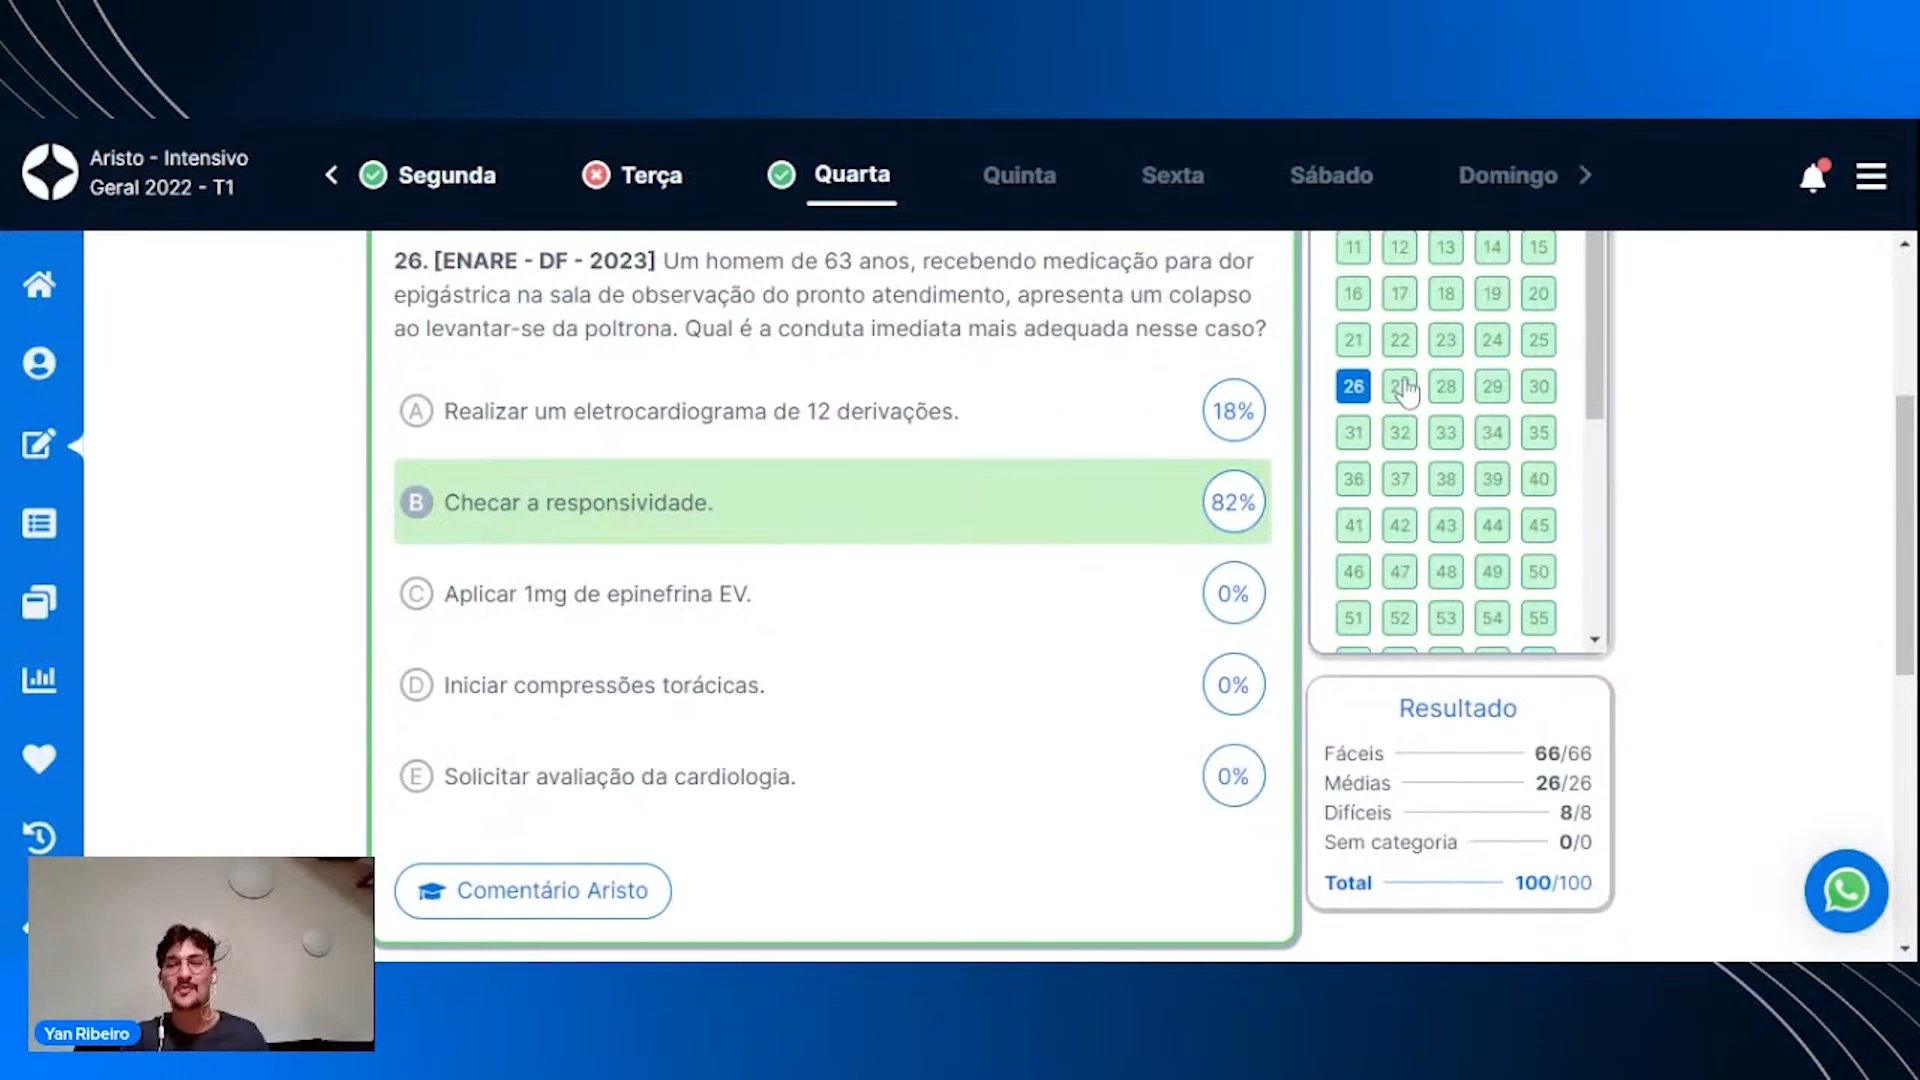 Aristo - Intensivo
Geral 2022 - T1
Segunda
Terça
Quarta
Quinta
Sexta
Sábado
Domingo
26. [ENARE - DF - 2023] Um homem de 63 anos, recebendo medicação para dor
epigástrica na sala de observação do pronto atendimento, apresenta um colapso
ao levantar-se da poltrona. Qual é a conduta imediata mais adequada nesse caso?
A Realizar um eletrocardiograma de 12 derivações. 18%
B Checar a responsividade. 82%
C Aplicar 1mg de epinefrina EV. 0%
D Iniciar compressões torácicas. 0%
E Solicitar avaliação da cardiologia. 0%
Comentário Aristo
11 12 13 14 15
16 17 18 19 20
21 22 23 24 25
26 28 29 30
31 32 33 34 35
36 37 38 39 40
41 42 43 44 45
46 47 48 49 50
51 52 53 54 55
Resultado
Fáceis 66/66
Médias 26/26
Difíceis 8/8
Sem categoria 0/0
Total 100/100
Yan Ribeiro